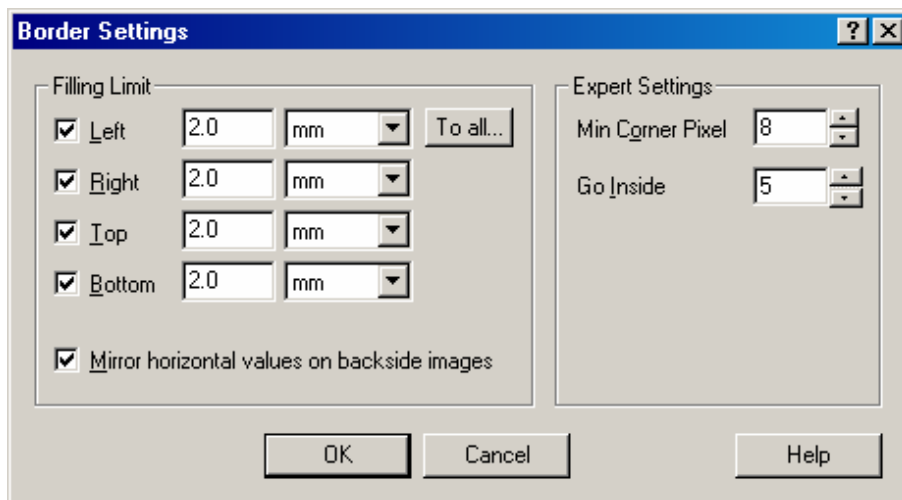 Border Settings
Filling Limit
Left 2.0 mm To all...
Right 2.0 mm
Top 2.0 mm
Bottom 2.0 mm
Mirror horizontal values on backside images
Expert Settings
Min Corner Pixel 8
Go Inside 5
OK Cancel Help